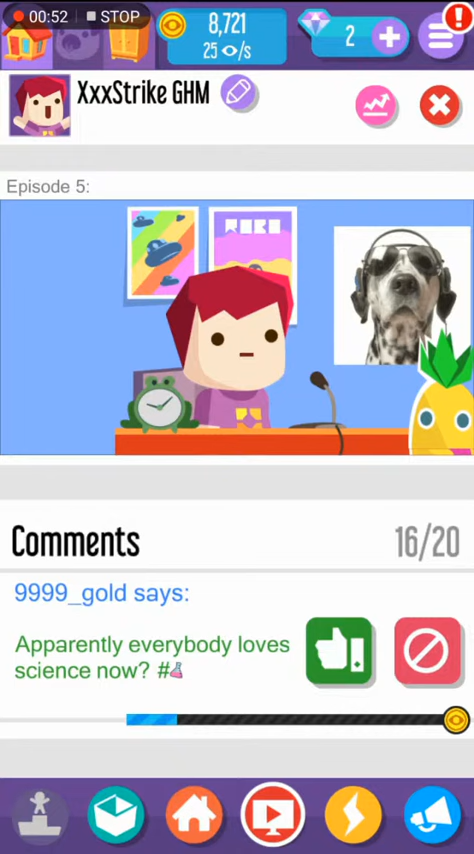 00:52 STOP
8,721
25 /s
2
XxxStrike GHM
Episode 5:
Comments
16/20
9999_gold says:
Apparently everybody loves
science now? #